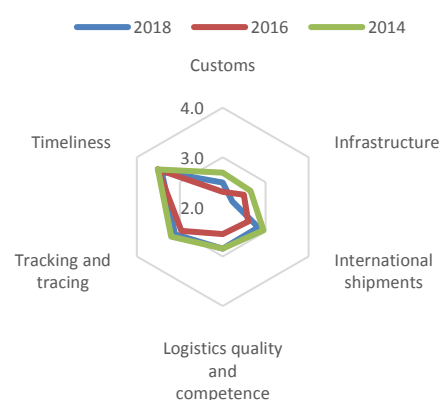 2018 2016 2014
Customs
4.0
Timeliness
Infrastructure
3.0
2.0
Tracking and
tracing
International
shipments
Logistics quality
and
competence